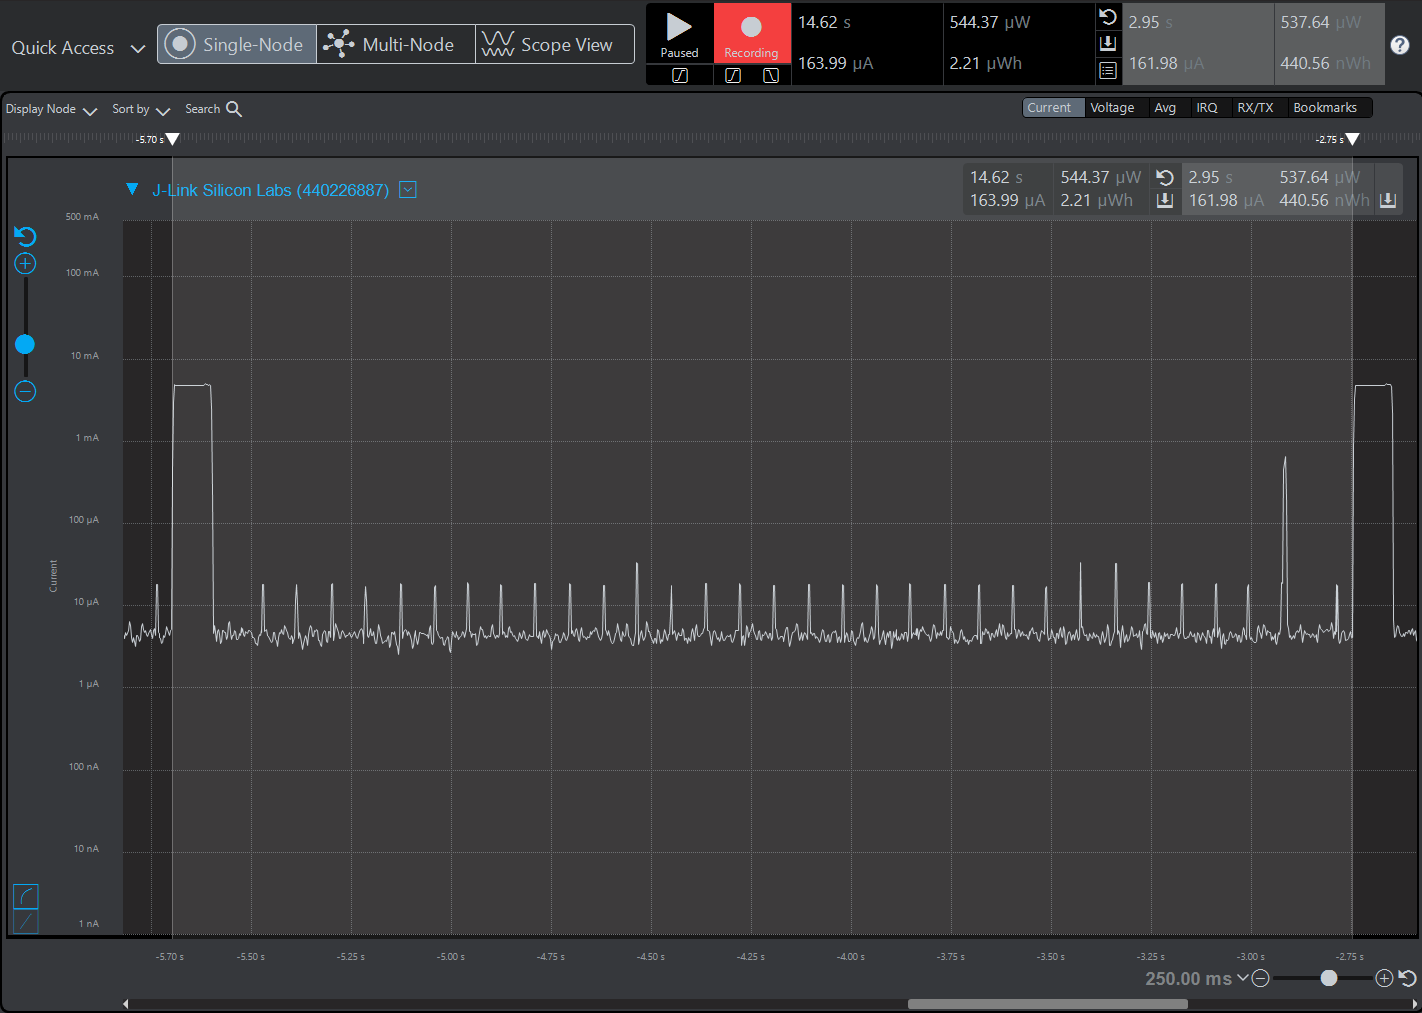 Quick Access
Single-Node
Multi-Node
Scope View
Paused
Recording
14.62 s
544.37 µW
163.99 µA
2.21 µWh
2.95 s
537.64 µW
161.98 µA
440.56 nWh
Display Node
Sort by
Search
Current
Voltage
Avg
IRQ
RX/TX
Bookmarks
-5.70 s
-2.75 s
J-Link Silicon Labs (440226887)
14.62 s
544.37 µW
2.95 s
537.64 µW
163.99 µA
2.21 µWh
161.98 µA
440.56 nWh
500 mA
100 mA
10 mA
1 mA
100 µA
10 µA
1 µA
100 nA
10 nA
1 nA
Current
-5.70 s
-5.50 s
-5.25 s
-5.00 s
-4.75 s
-4.50 s
-4.25 s
-4.00 s
-3.75 s
-3.50 s
-3.25 s
-3.00 s
-2.75 s
250.00 ms